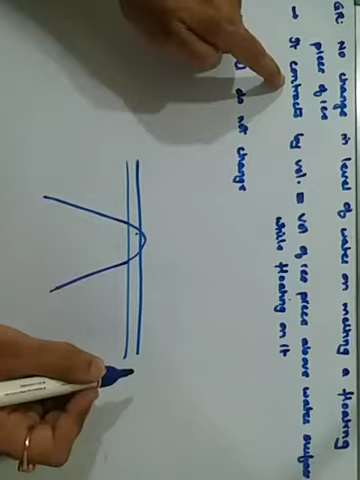 GR: No change in level of water on melting a floating
piece of ice
→ It contracts by vol. = vol of ice piece above water surface
while floating on it
do not change